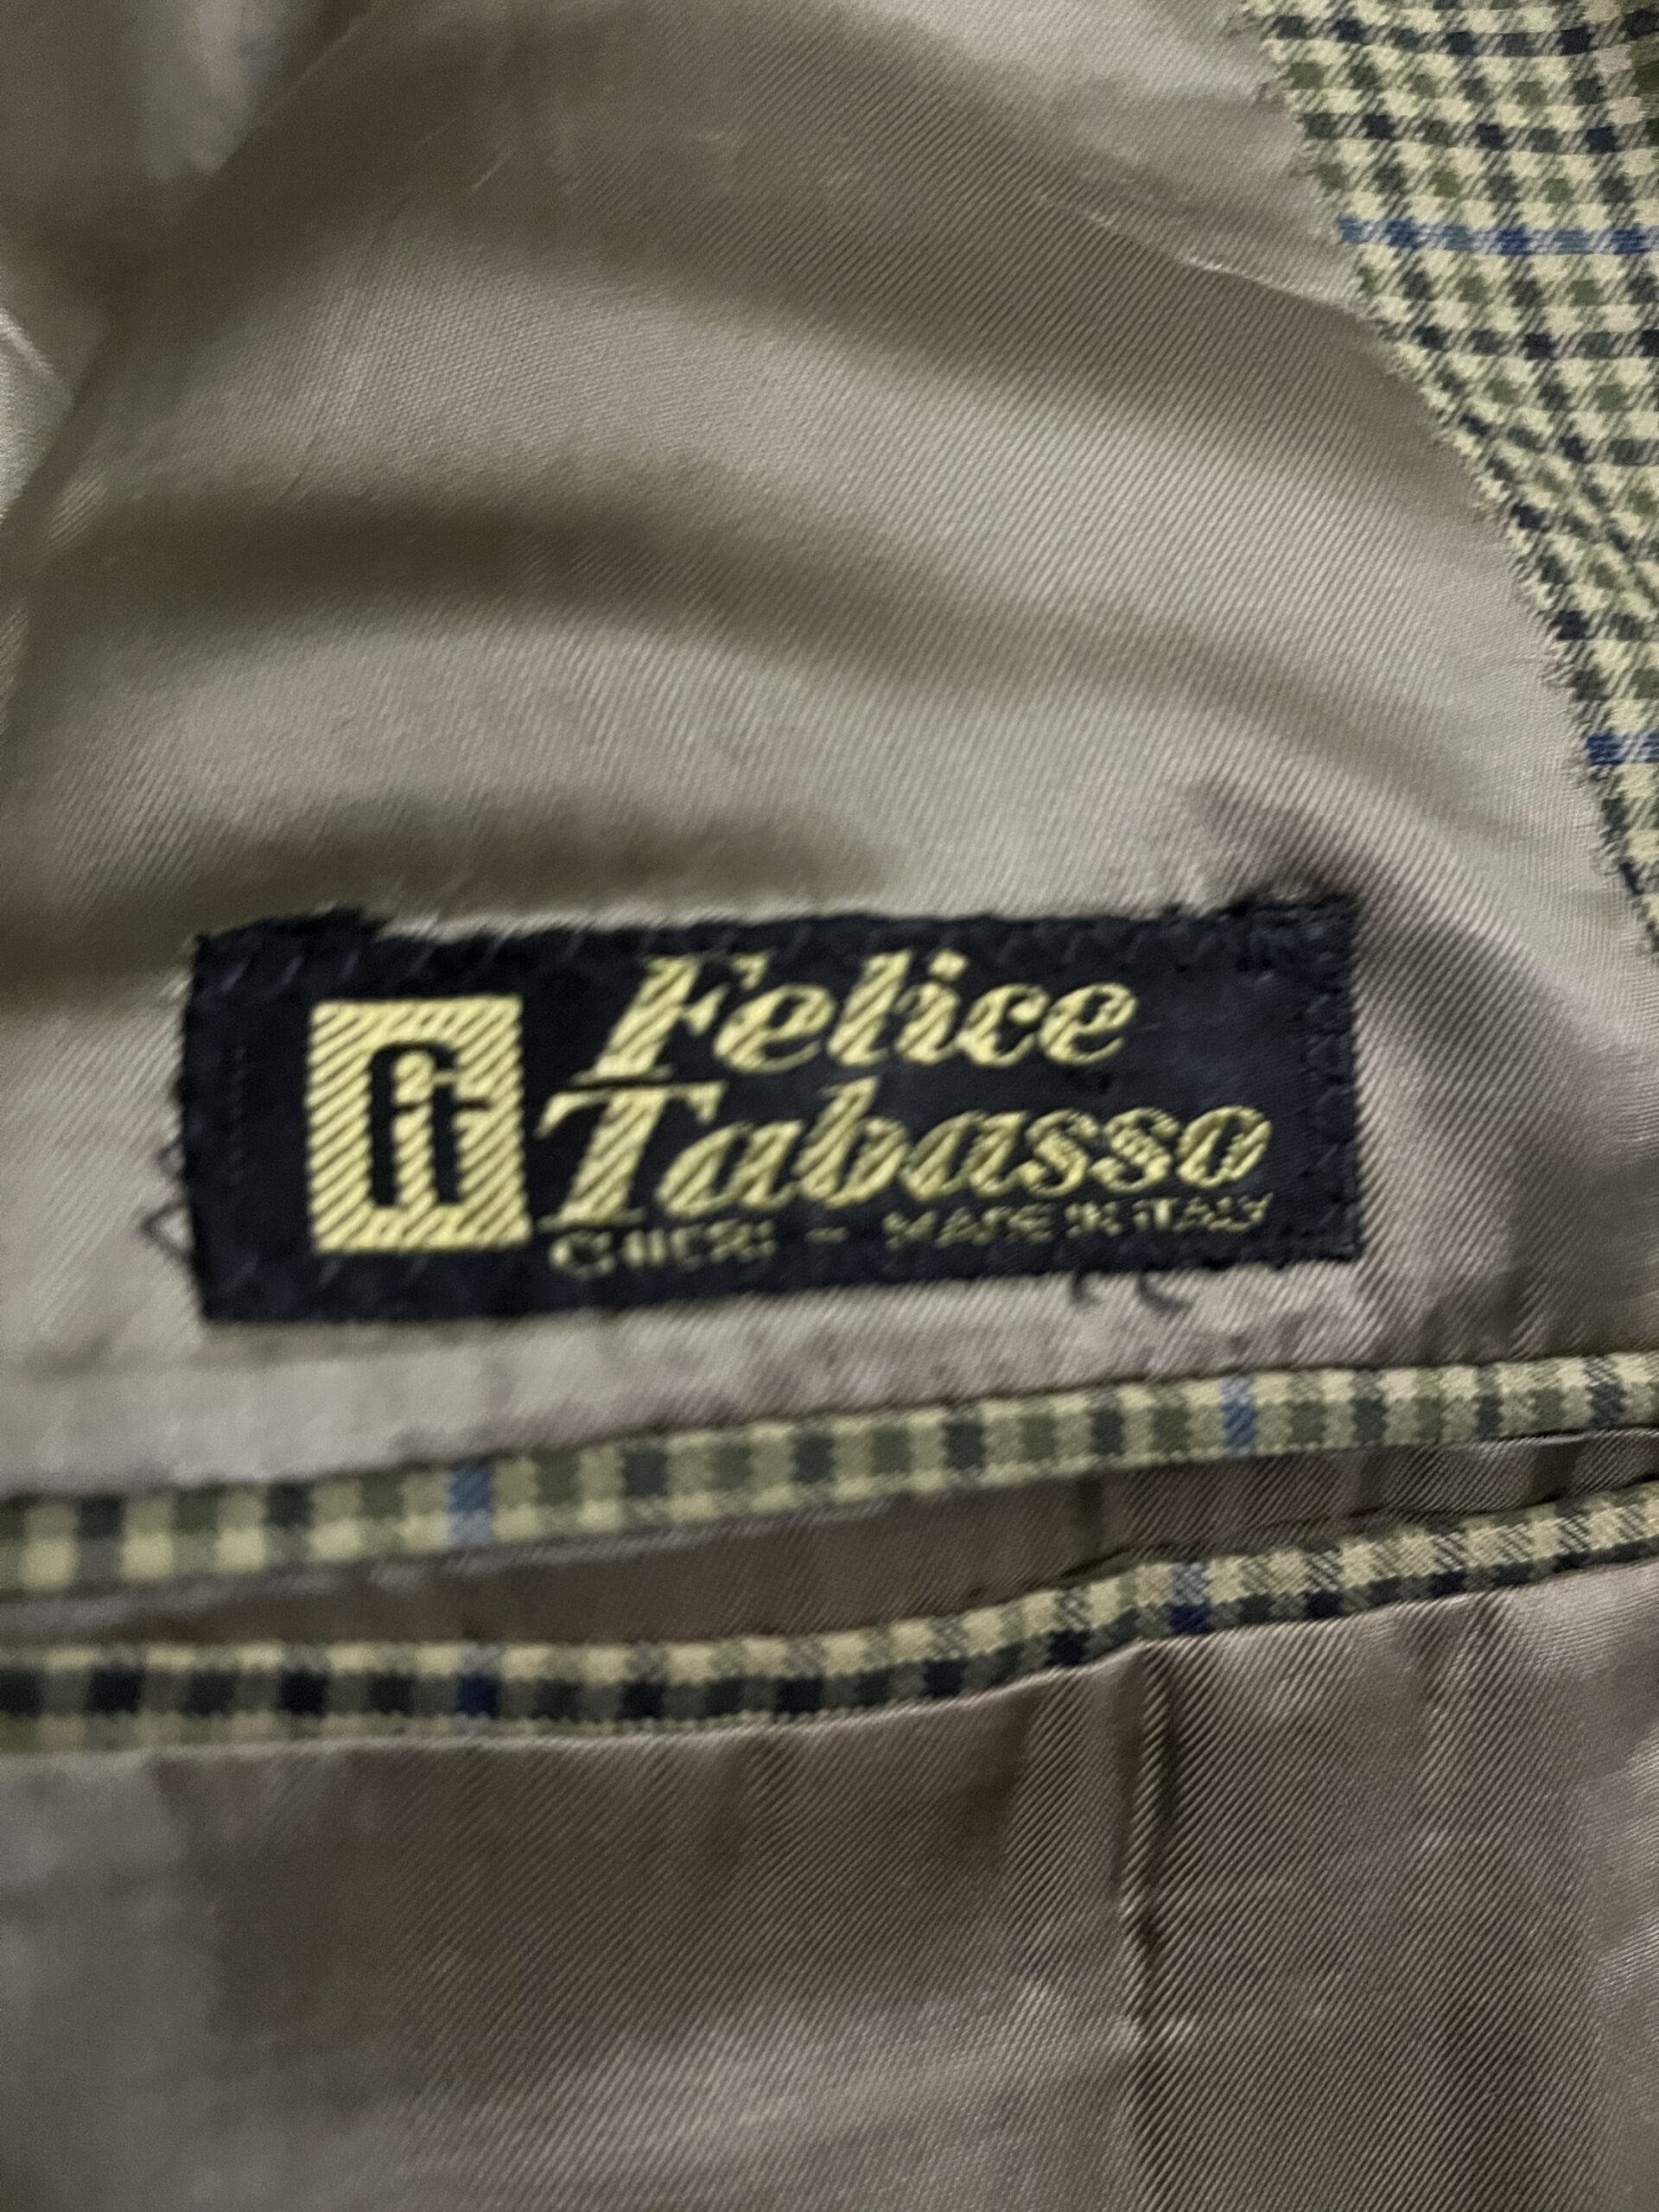 ft
Felice
Tabasso
CHIERI - MADE IN ITALY